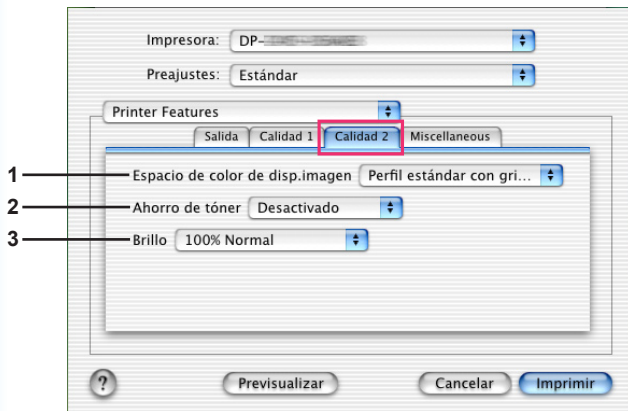 Impresora: DP-
Preajustes: Estándar
Printer Features
Salida Calidad 1 Calidad 2 Miscellaneous
1 Espacio de color de disp.imagen Perfil estándar con gri...
2 Ahorro de tóner Desactivado
3 Brillo 100% Normal
? Previsualizar Cancelar Imprimir